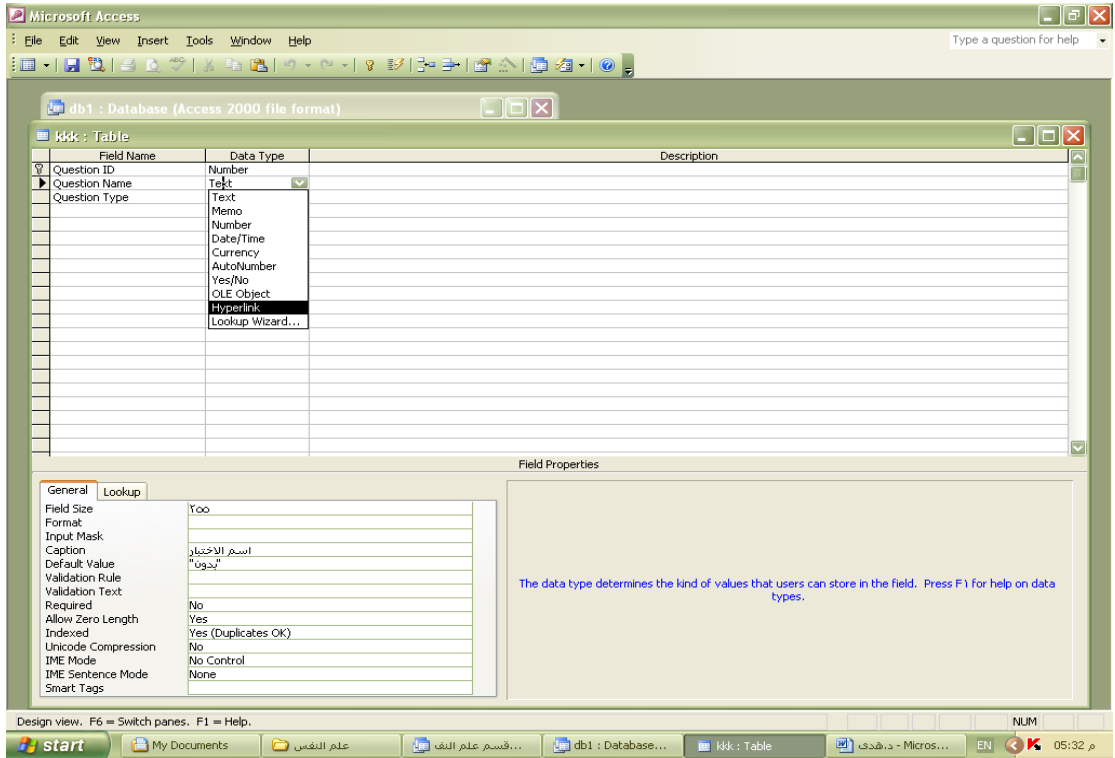 Microsoft Access
File Edit View Insert Tools Window Help
Type a question for help
db1 : Database (Access 2000 file format)
kkk : Table
Field Name Data Type Description
Question ID Number
Question Name Text
Question Type
Text
Memo
Number
Date/Time
Currency
AutoNumber
Yes/No
OLE Object
Hyperlink
Lookup Wizard...
Field Properties
General Lookup
Field Size ٢٥٥
Format
Input Mask
Caption اسم الاختبار
Default Value "بدون"
Validation Rule
Validation Text
Required No
Allow Zero Length Yes
Indexed Yes (Duplicates OK)
Unicode Compression No
IME Mode No Control
IME Sentence Mode None
Smart Tags
The data type determines the kind of values that users can store in the field. Press F١ for help on data
types.
Design view. F6 = Switch panes. F1 = Help.
NUM
start My Documents علم النفس قسم علم النف... db1 : Database... kkk : Table د.هدى - Micros... EN 05:32 م